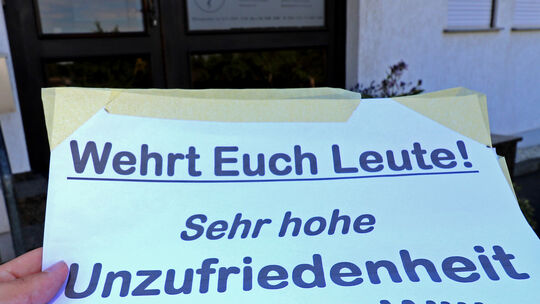 Wehrt Euch Leute!
Sehr hohe
Unzufriedenheit